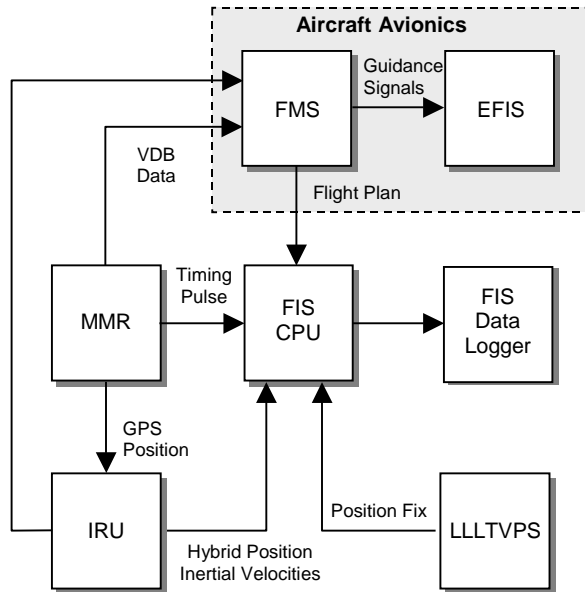 Aircraft Avionics
FMS
Guidance
Signals
EFIS
VDB
Data
Flight Plan
MMR
Timing
Pulse
FIS
CPU
FIS
Data
Logger
GPS
Position
IRU
Hybrid Position
Inertial Velocities
Position Fix
LLLTVPS